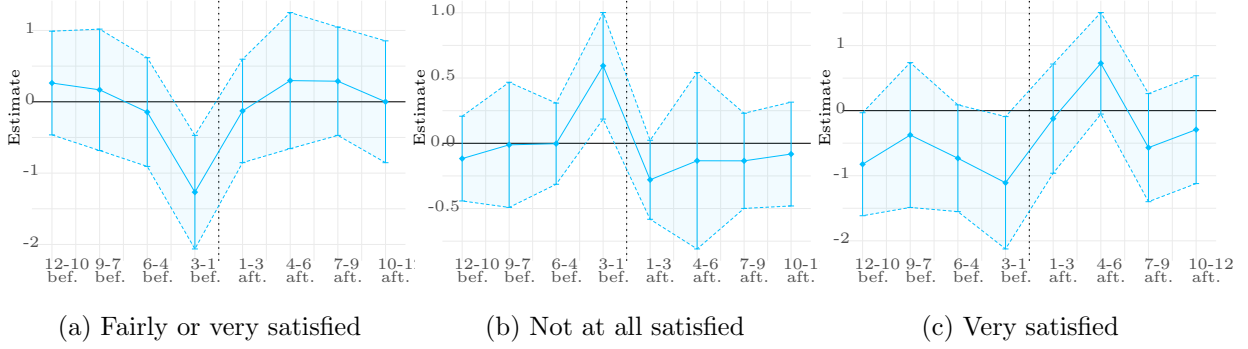 Estimate
1
0
-1
-2
12-10 9-7 6-4 3-1 1-3 4-6 7-9 10-1
bef. bef. bef. bef. aft. aft. aft. aft.
(a) Fairly or very satisfied
Estimate
1.0
0.5
0.0
-0.5
12-10 9-7 6-4 3-1 1-3 4-6 7-9 10-1
bef. bef. bef. bef. aft. aft. aft. aft.
(b) Not at all satisfied
Estimate
1
0
-1
-2
12-10 9-7 6-4 3-1 1-3 4-6 7-9 10-12
bef. bef. bef. bef. aft. aft. aft. aft.
(c) Very satisfied